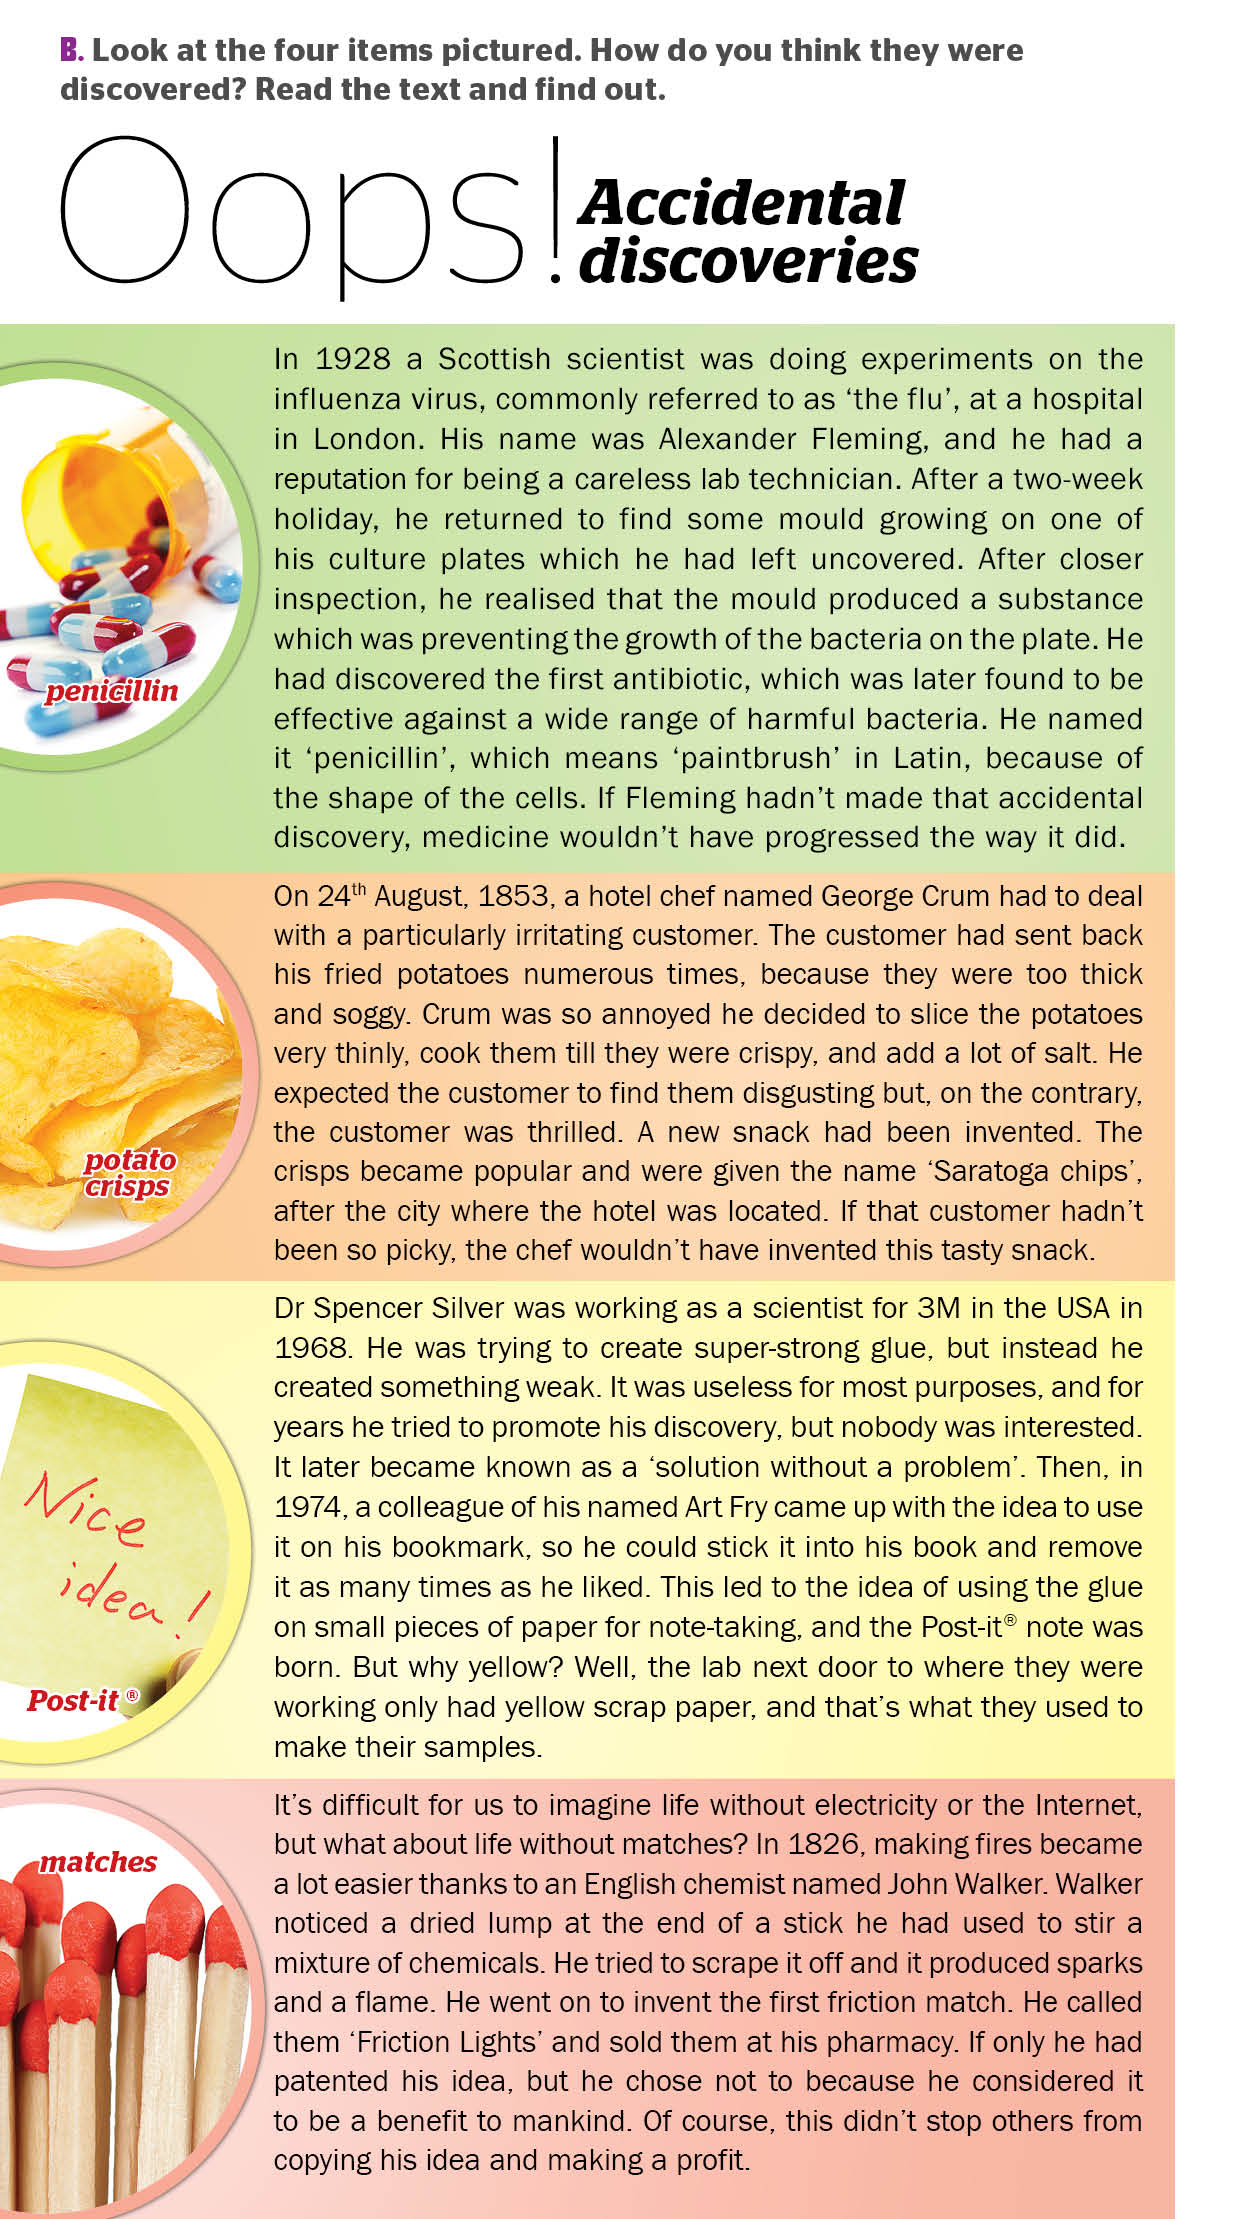 B. Look at the four items pictured. How do you think they were
discovered? Read the text and find out.
Oops! Accidental
discoveries
In 1928 a Scottish scientist was doing experiments on the
influenza virus, commonly referred to as ‘the flu’, at a hospital
in London. His name was Alexander Fleming, and he had a
reputation for being a careless lab technician. After a two-week
holiday, he returned to find some mould growing on one of
his culture plates which he had left uncovered. After closer
inspection, he realised that the mould produced a substance
which was preventing the growth of the bacteria on the plate. He
had discovered the first antibiotic, which was later found to be
effective against a wide range of harmful bacteria. He named
it ‘penicillin’, which means ‘paintbrush’ in Latin, because of
the shape of the cells. If Fleming hadn’t made that accidental
discovery, medicine wouldn’t have progressed the way it did.
penicillin
On 24th August, 1853, a hotel chef named George Crum had to deal
with a particularly irritating customer. The customer had sent back
his fried potatoes numerous times, because they were too thick
and soggy. Crum was so annoyed he decided to slice the potatoes
very thinly, cook them till they were crispy, and add a lot of salt. He
expected the customer to find them disgusting but, on the contrary,
the customer was thrilled. A new snack had been invented. The
crisps became popular and were given the name ‘Saratoga chips’,
after the city where the hotel was located. If that customer hadn’t
been so picky, the chef wouldn’t have invented this tasty snack.
potato
crisps
Dr Spencer Silver was working as a scientist for 3M in the USA in
1968. He was trying to create super-strong glue, but instead he
created something weak. It was useless for most purposes, and for
years he tried to promote his discovery, but nobody was interested.
It later became known as a ‘solution without a problem’. Then, in
1974, a colleague of his named Art Fry came up with the idea to use
it on his bookmark, so he could stick it into his book and remove
it as many times as he liked. This led to the idea of using the glue
on small pieces of paper for note-taking, and the Post-it® note was
born. But why yellow? Well, the lab next door to where they were
working only had yellow scrap paper, and that’s what they used to
make their samples.
Nice
idea!
Post-it ®
It’s difficult for us to imagine life without electricity or the Internet,
but what about life without matches? In 1826, making fires became
a lot easier thanks to an English chemist named John Walker. Walker
noticed a dried lump at the end of a stick he had used to stir a
mixture of chemicals. He tried to scrape it off and it produced sparks
and a flame. He went on to invent the first friction match. He called
them ‘Friction Lights’ and sold them at his pharmacy. If only he had
patented his idea, but he chose not to because he considered it
to be a benefit to mankind. Of course, this didn’t stop others from
copying his idea and making a profit.
matches